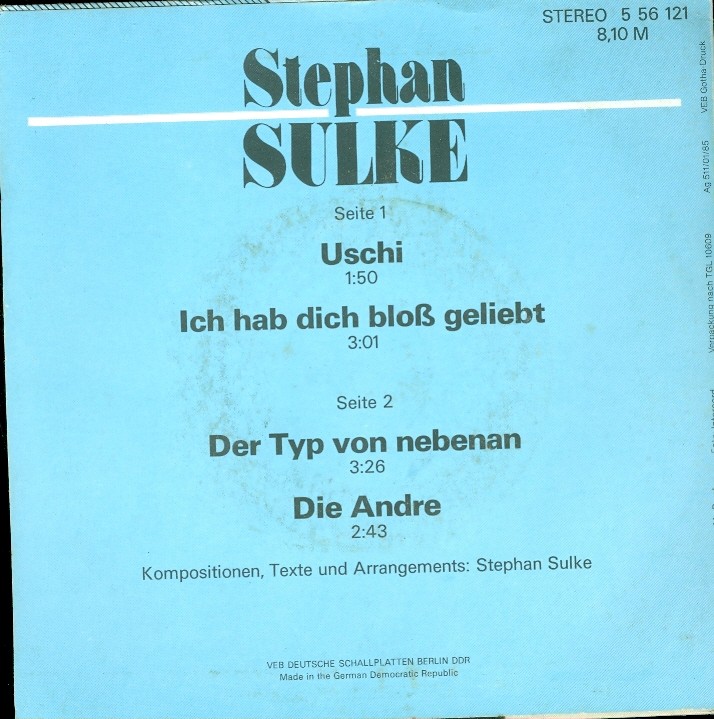 STEREO 5 56 121
8,10 M
Stephan
SULKE
Seite 1
Uschi
1:50
Ich hab dich bloß geliebt
3:01
Seite 2
Der Typ von nebenan
3:26
Die Andre
2:43
Kompositionen, Texte und Arrangements: Stephan Sulke
VEB DEUTSCHE SCHALLPLATTEN BERLIN DDR
Made in the German Democratic Republic
Verpackung nach TGL 10609
Ag 511/01/85
VEB Gotha-Druck